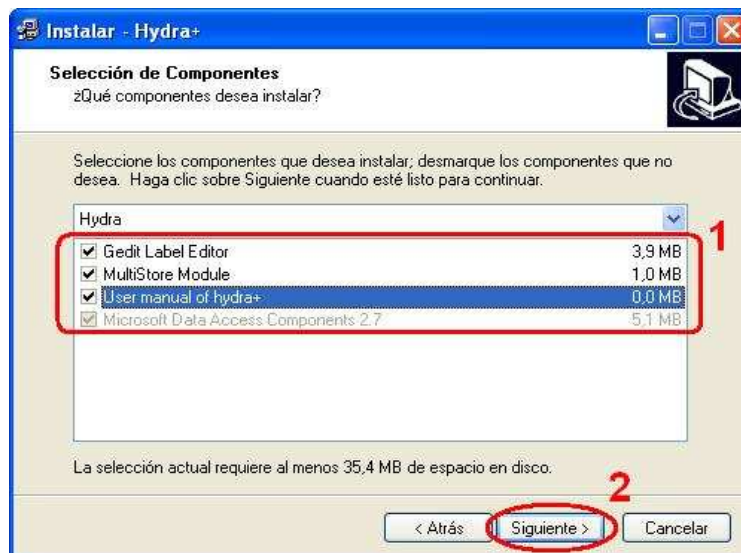 Instalar - Hydra+
Selección de Componentes
żQué componentes desea instalar?
Seleccione los componentes que desea instalar; desmarque los componentes que no
desea. Haga clic sobre Siguiente cuando esté listo para continuar.
Hydra
1
Gedit Label Editor 3,9 MB
MultiStore Module 1,0 MB
User manual of hydra+ 0,0 MB
Microsoft Data Access Components 2.7 5,1 MB
La selección actual requiere al menos 35,4 MB de espacio en disco.
2
< Atrás Siguiente > Cancelar